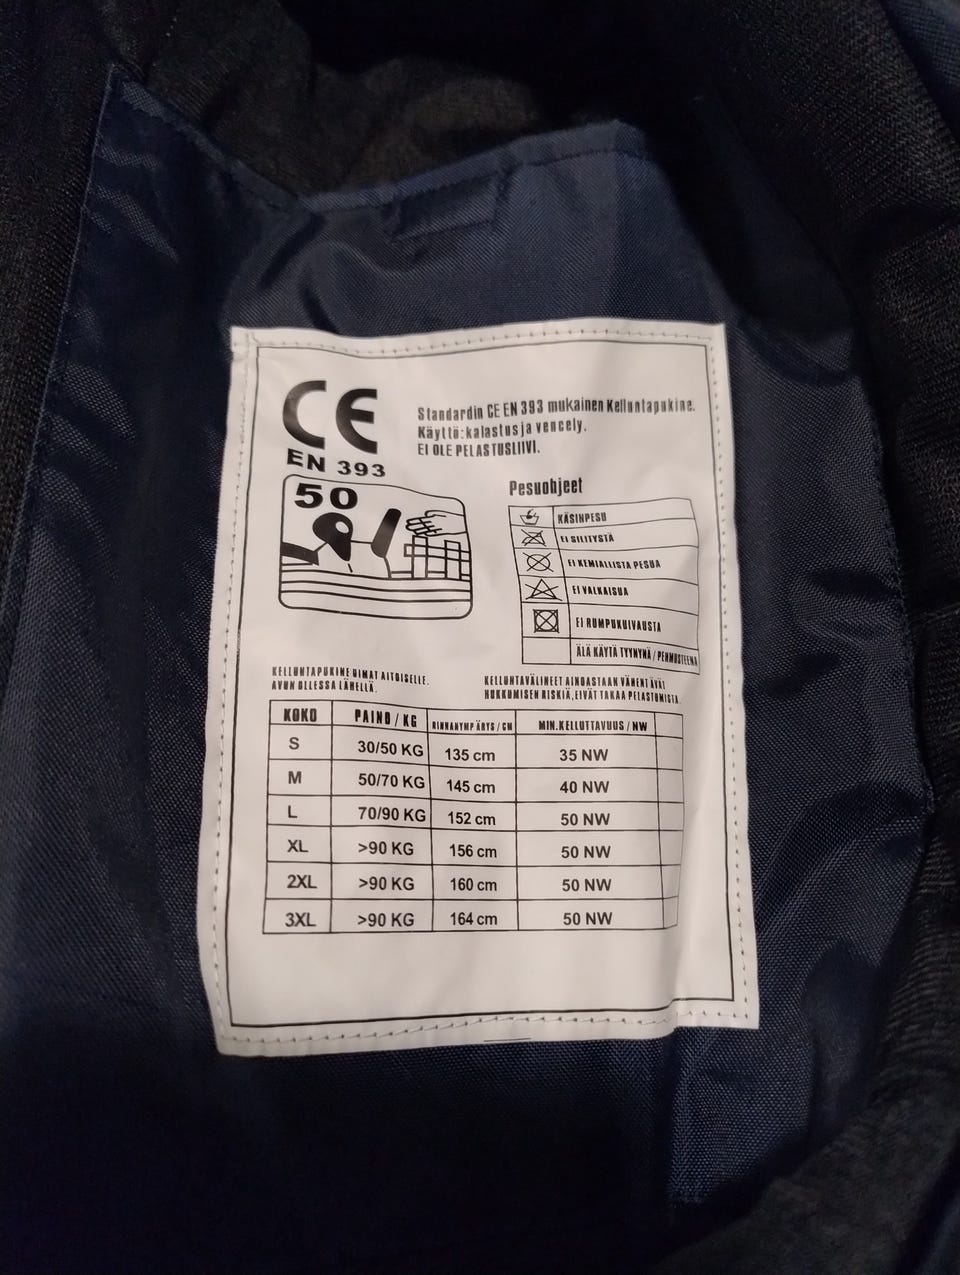 CE
EN 393
50
Standardin CE EN 393 mukainen Kelluntapukine.
Käyttö:kalastus ja vencely.
EI OLE PELASTUSLIIVI.
Pesuohjeet
KÄSINPESU
EI SILITYSTÄ
EI KEMIALLISTA PESUA
EI VALKAISUA
EI RUMPUKUIVAUSTA
ÄLÄ KÄYTÄ TYYNYNÄ / PEHMUSTEENA
KELLUNTAPUKINE UIMAT AITOISELLE.
AVUN OLLESSA LÄHELLÄ.
KELLUNTAVÄLINEET AINOASTAAN VÄHENT ÄVÄT
HUKKUMISEN RISKIÄ, EIVÄT TAKAA PELASTUMISTA
KOKO PAINO / KG RINNANYMP ÄRYS / CM MIN.KELLUTTAVUUS / NW
S 30/50 KG 135 cm 35 NW
M 50/70 KG 145 cm 40 NW
L 70/90 KG 152 cm 50 NW
XL >90 KG 156 cm 50 NW
2XL >90 KG 160 cm 50 NW
3XL >90 KG 164 cm 50 NW